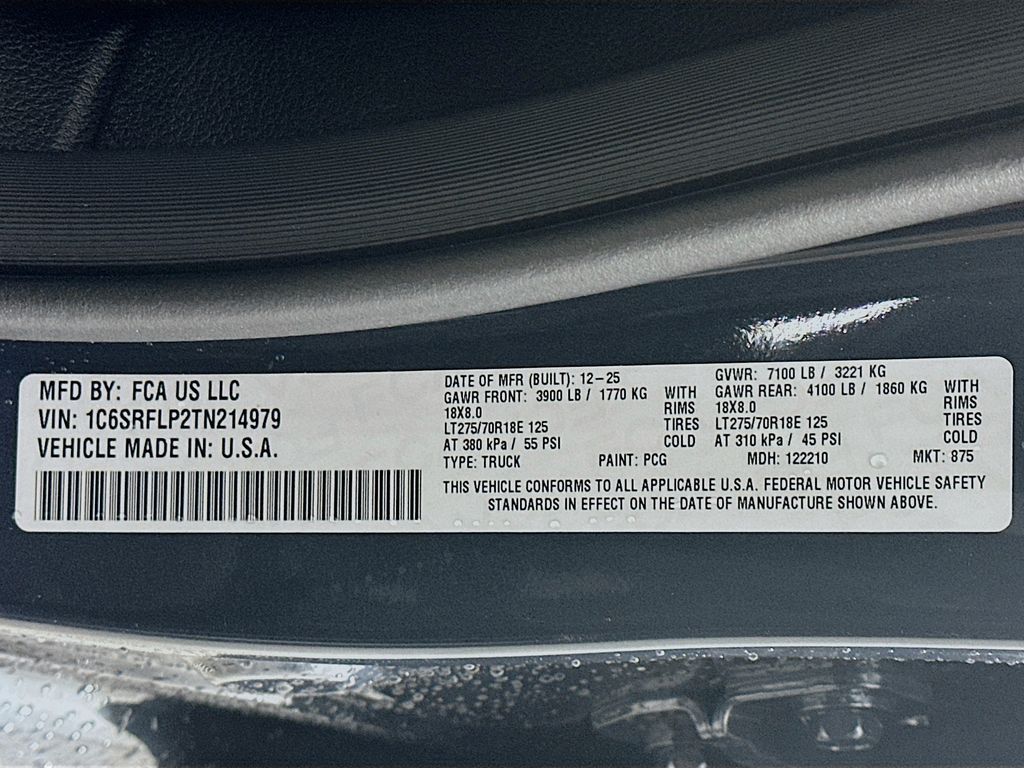 MFD BY: FCA US LLC
VIN: 1C6SRFLP2TN214979
VEHICLE MADE IN: U.S.A.
DATE OF MFR (BUILT): 12-25
GAWR FRONT: 3900 LB / 1770 KG WITH
18X8.0 RIMS
LT275/70R18E 125 TIRES
AT 380 kPa / 55 PSI COLD
GVWR: 7100 LB / 3221 KG
GAWR REAR: 4100 LB / 1860 KG WITH
18X8.0 RIMS
LT275/70R18E 125 TIRES
AT 310 kPa / 45 PSI COLD
TYPE: TRUCK PAINT: PCG MDH: 122210 MKT: 875
THIS VEHICLE CONFORMS TO ALL APPLICABLE U.S.A. FEDERAL MOTOR VEHICLE SAFETY
STANDARDS IN EFFECT ON THE DATE OF MANUFACTURE SHOWN ABOVE.